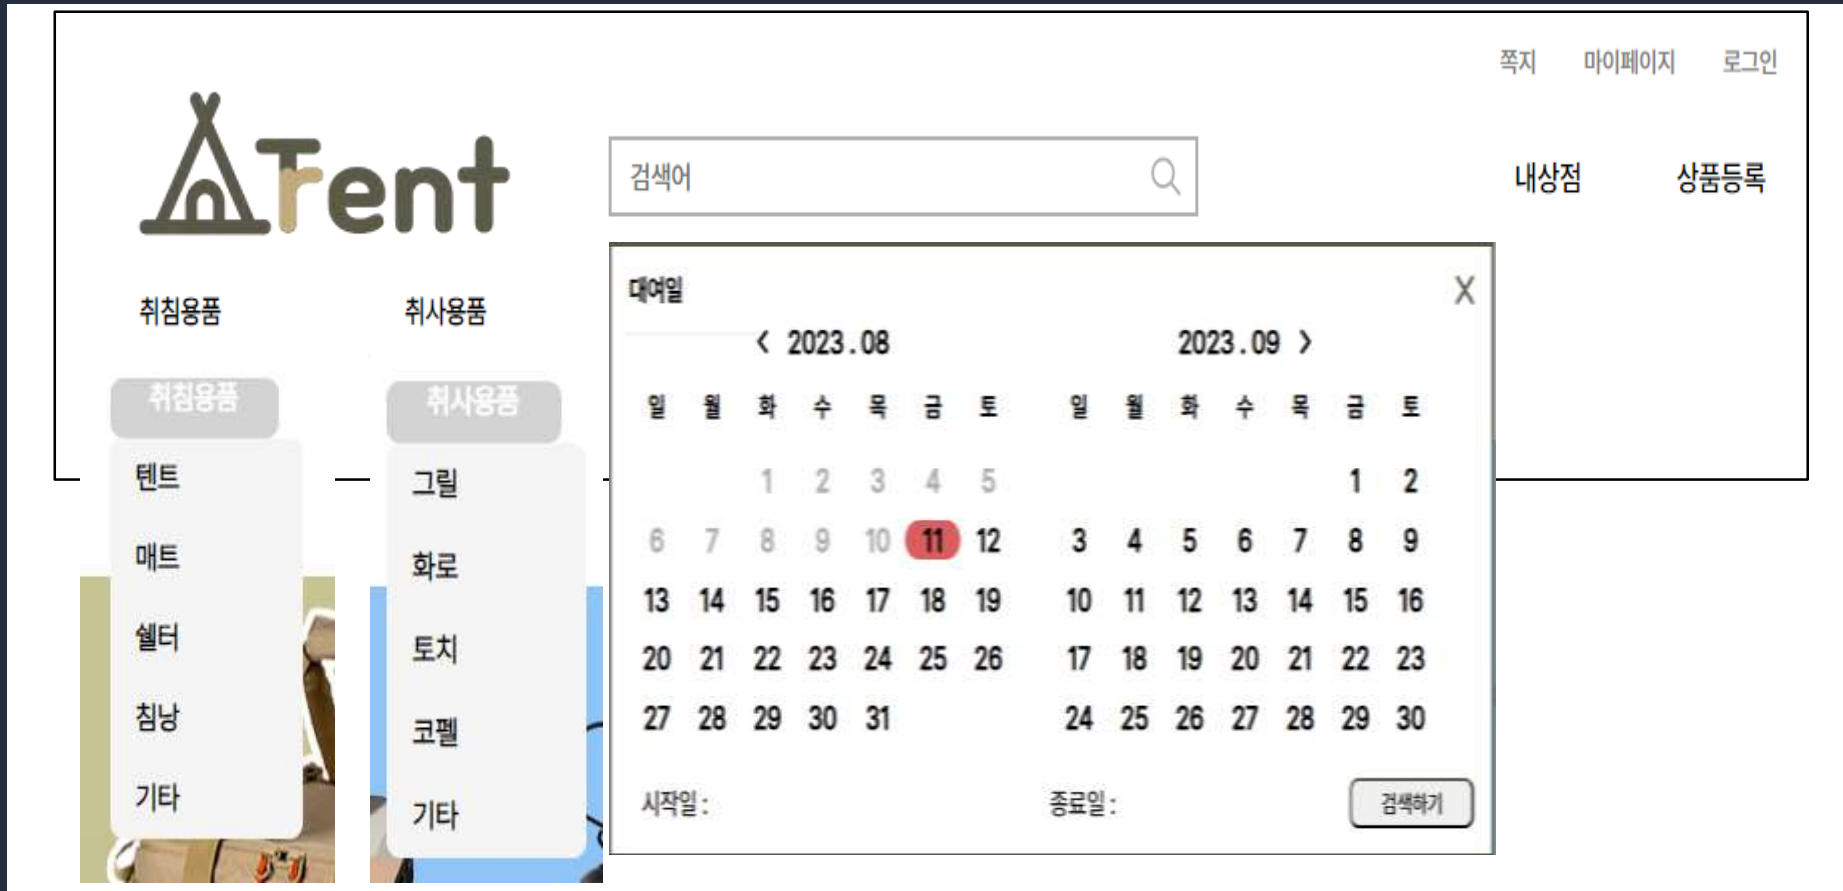 쪽지 마이페이지 로그인
Trent
검색어
내상점 상품등록
취침용품 취사용품
취침용품
텐트
매트
쉘터
침낭
기타
취사용품
그릴
화로
토치
코펠
기타
대여일 X
< 2023.08
일 월 화 수 목 금 토
1 2 3 4 5
6 7 8 9 10 11 12
13 14 15 16 17 18 19
20 21 22 23 24 25 26
27 28 29 30 31
2023.09 >
일 월 화 수 목 금 토
1 2
3 4 5 6 7 8 9
10 11 12 13 14 15 16
17 18 19 20 21 22 23
24 25 26 27 28 29 30
시작일 : 종료일 : 검색하기